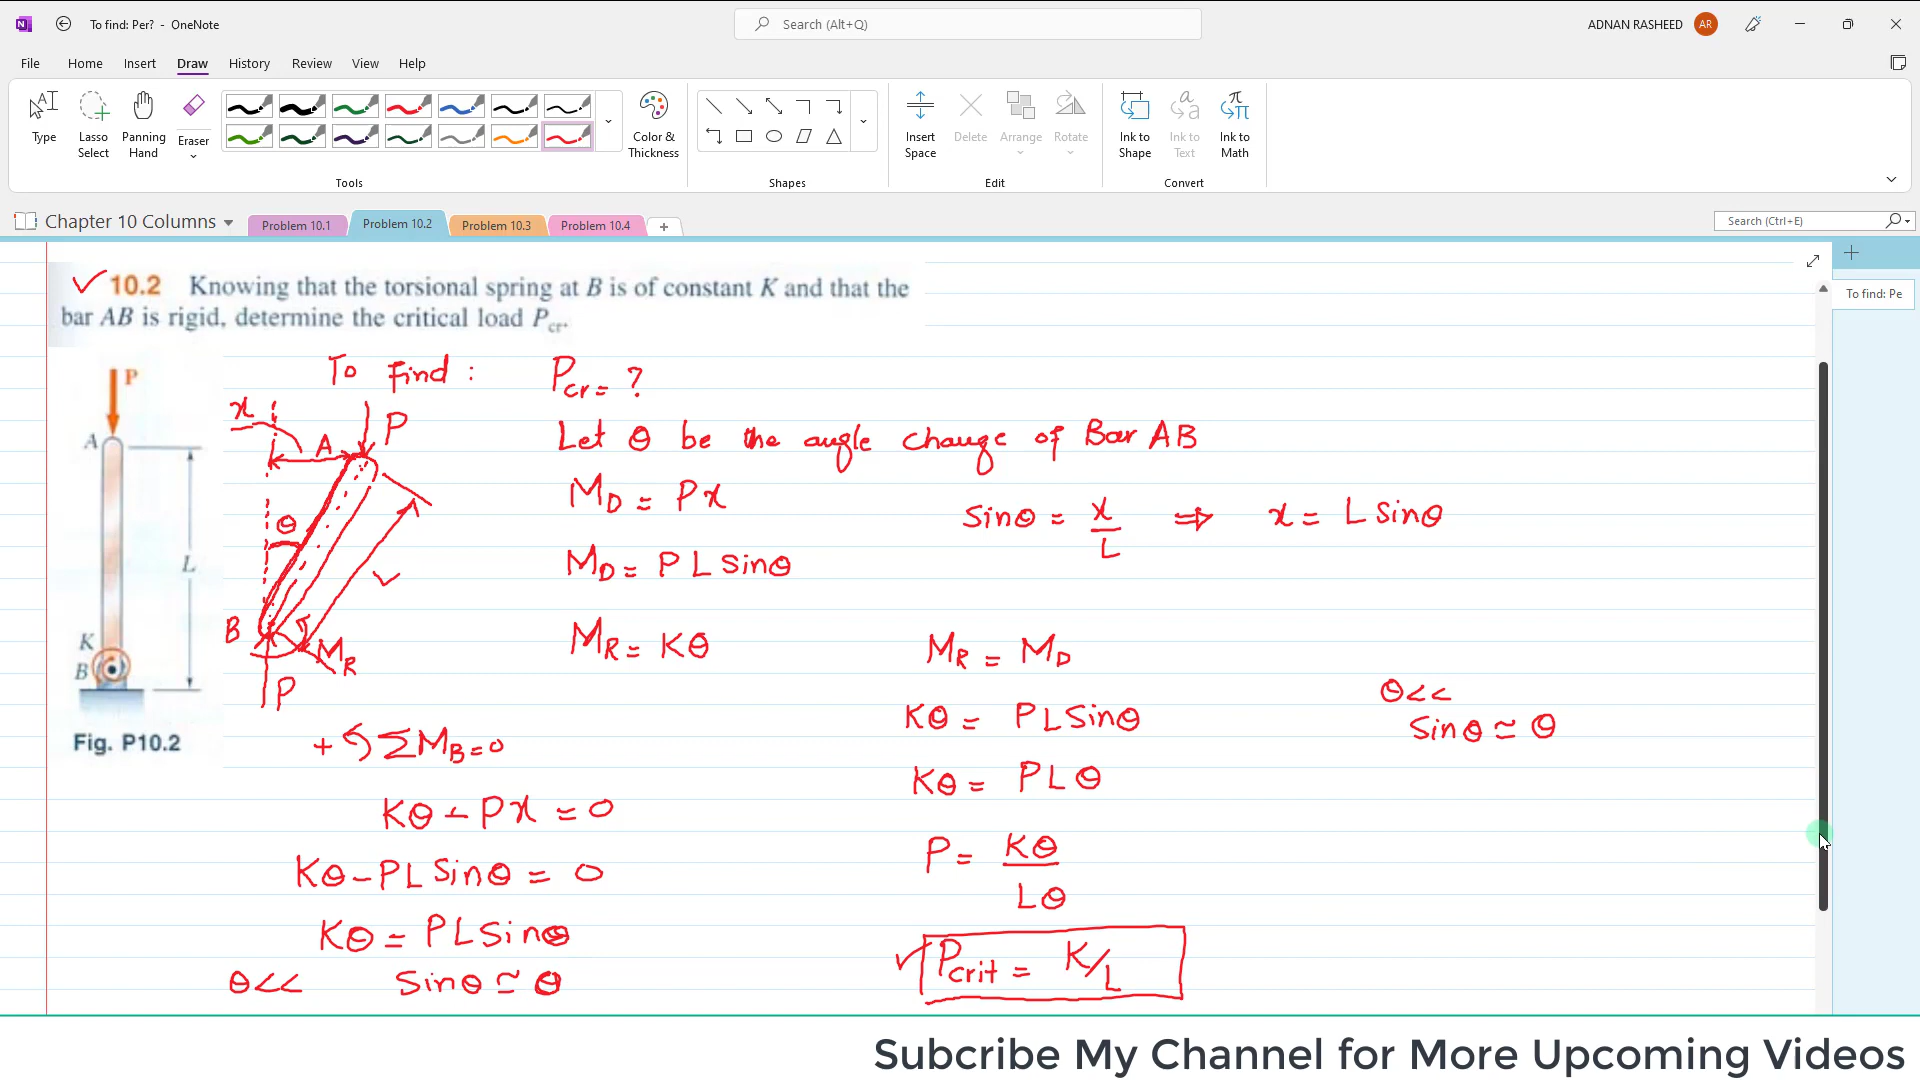 To find: Per? - OneNote
Search (Alt+Q)
ADNAN RASHEED AR
File Home Insert Draw History Review View Help
Type
Lasso Select
Panning Hand
Eraser
Color & Thickness
Insert Space
Delete
Arrange
Rotate
Ink to Shape
Ink to Text
Ink to Math
Tools
Shapes
Edit
Convert
Chapter 10 Columns
Problem 10.1
Problem 10.2
Problem 10.3
Problem 10.4
+
Search (Ctrl+E)
To find: Pe
10.2 Knowing that the torsional spring at B is of constant K and that the
bar AB is rigid, determine the critical load Pcr.
P
A
L
K
B
Fig. P10.2
x
A
P
θ
L
B
MR
P
To Find : Pcr = ?
Let θ be the angle change of Bar AB
MD = Px
Sinθ = x/L ⇒ x = L Sinθ
MD = P L Sinθ
MR = Kθ
+ ↺ ΣMB = 0
Kθ - Px = 0
Kθ - PL Sinθ = 0
Kθ = PL Sinθ
θ<< Sinθ ≃ θ
MR = MD
Kθ = PL Sinθ
Kθ = PLθ
P = Kθ/Lθ
Pcrit = K/L
θ<<
Sinθ ≃ θ
Subcribe My Channel for More Upcoming Videos